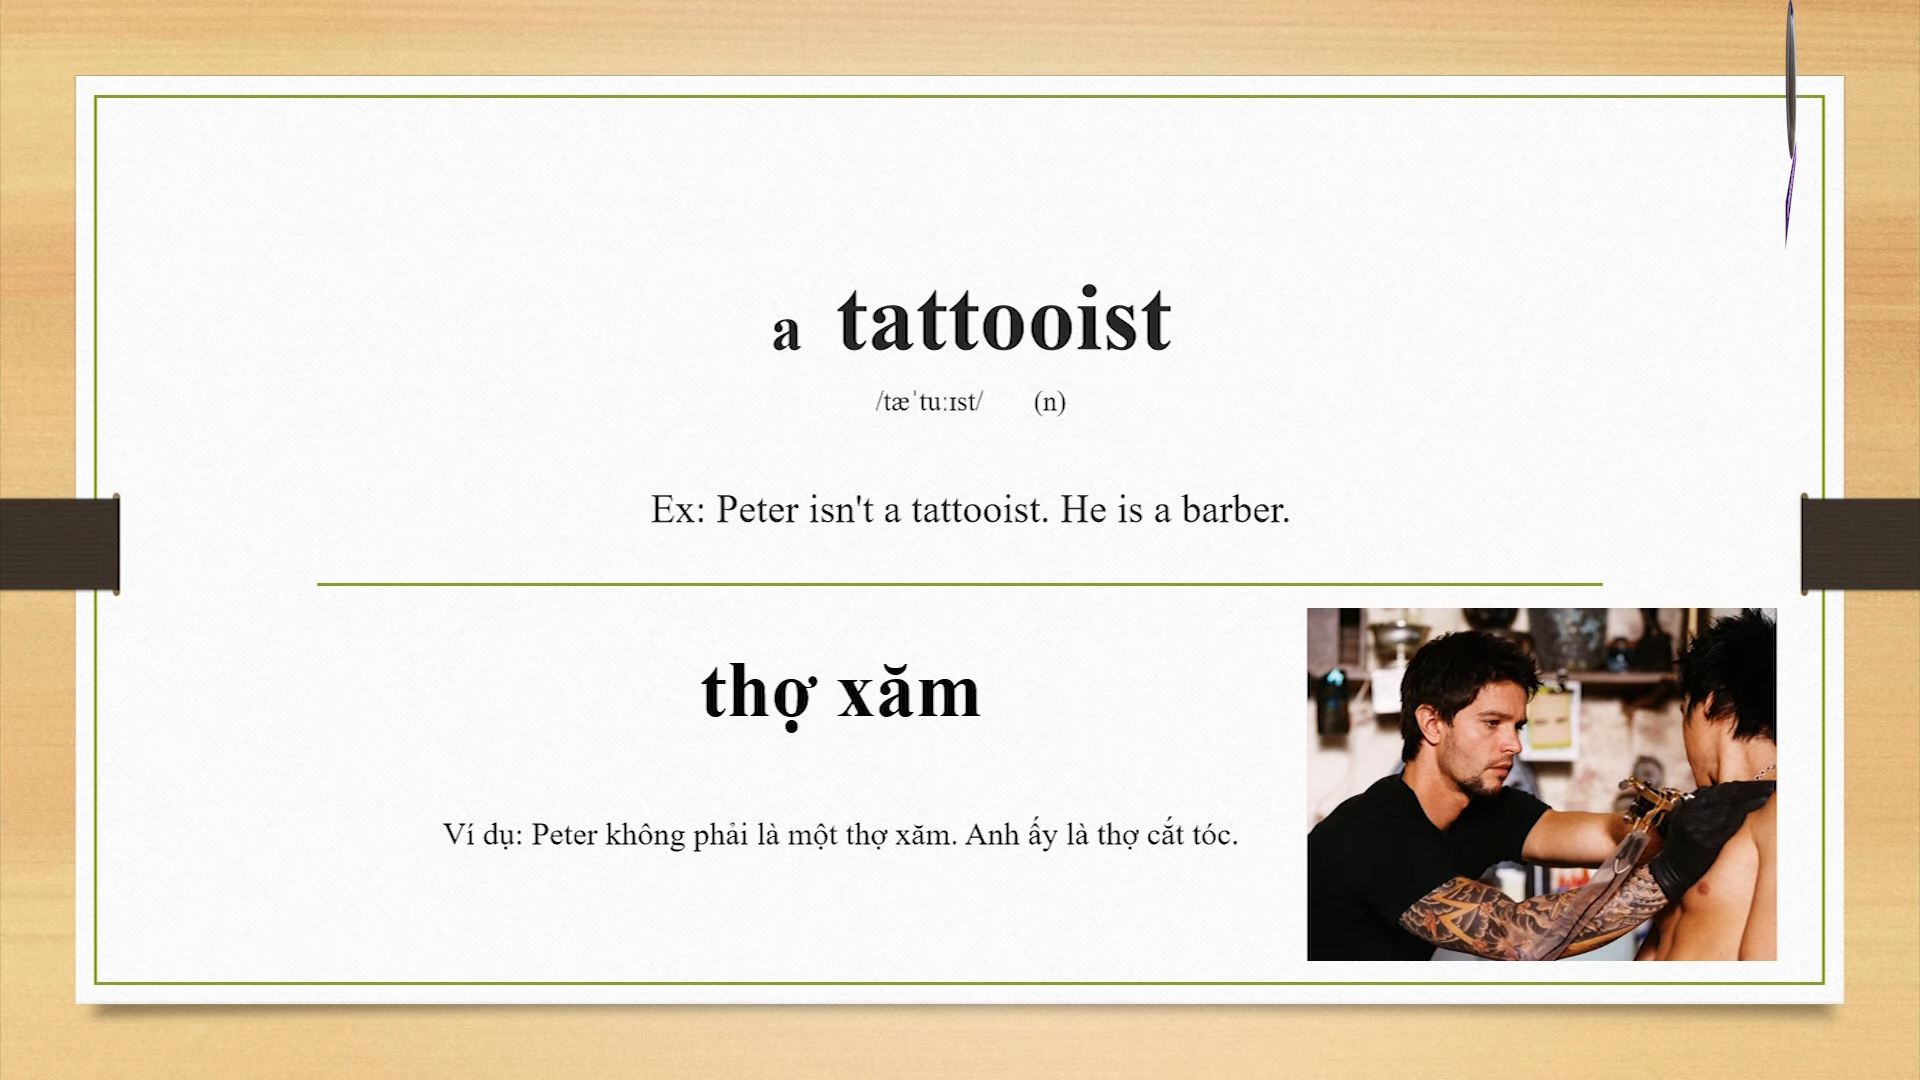 a tattooist
/tæˈtuːɪst/ (n)
Ex: Peter isn't a tattooist. He is a barber.
thợ xăm
Ví dụ: Peter không phải là một thợ xăm. Anh ấy là thợ cắt tóc.